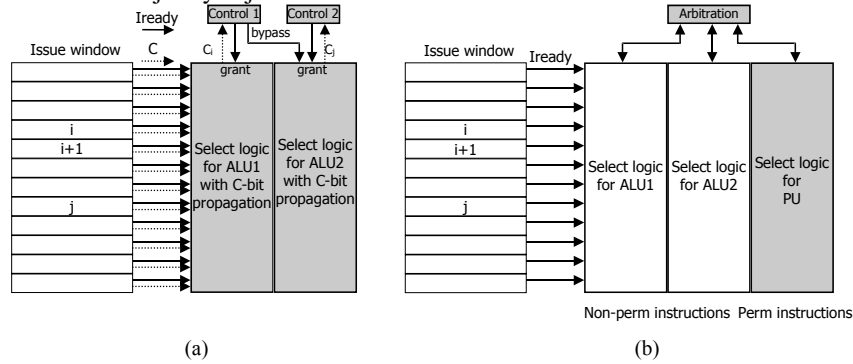 Iready
C
Control 1
Control 2
bypass
Ci
Cj
Issue window
grant
grant
i
i+1
j
Select logic
for ALU1
with C-bit
propagation
Select logic
for ALU2
with C-bit
propagation
(a)
Arbitration
Issue window
Iready
i
i+1
j
Select logic
for ALU1
Select logic
for ALU2
Select logic
for
PU
Non-perm instructions Perm instructions
(b)